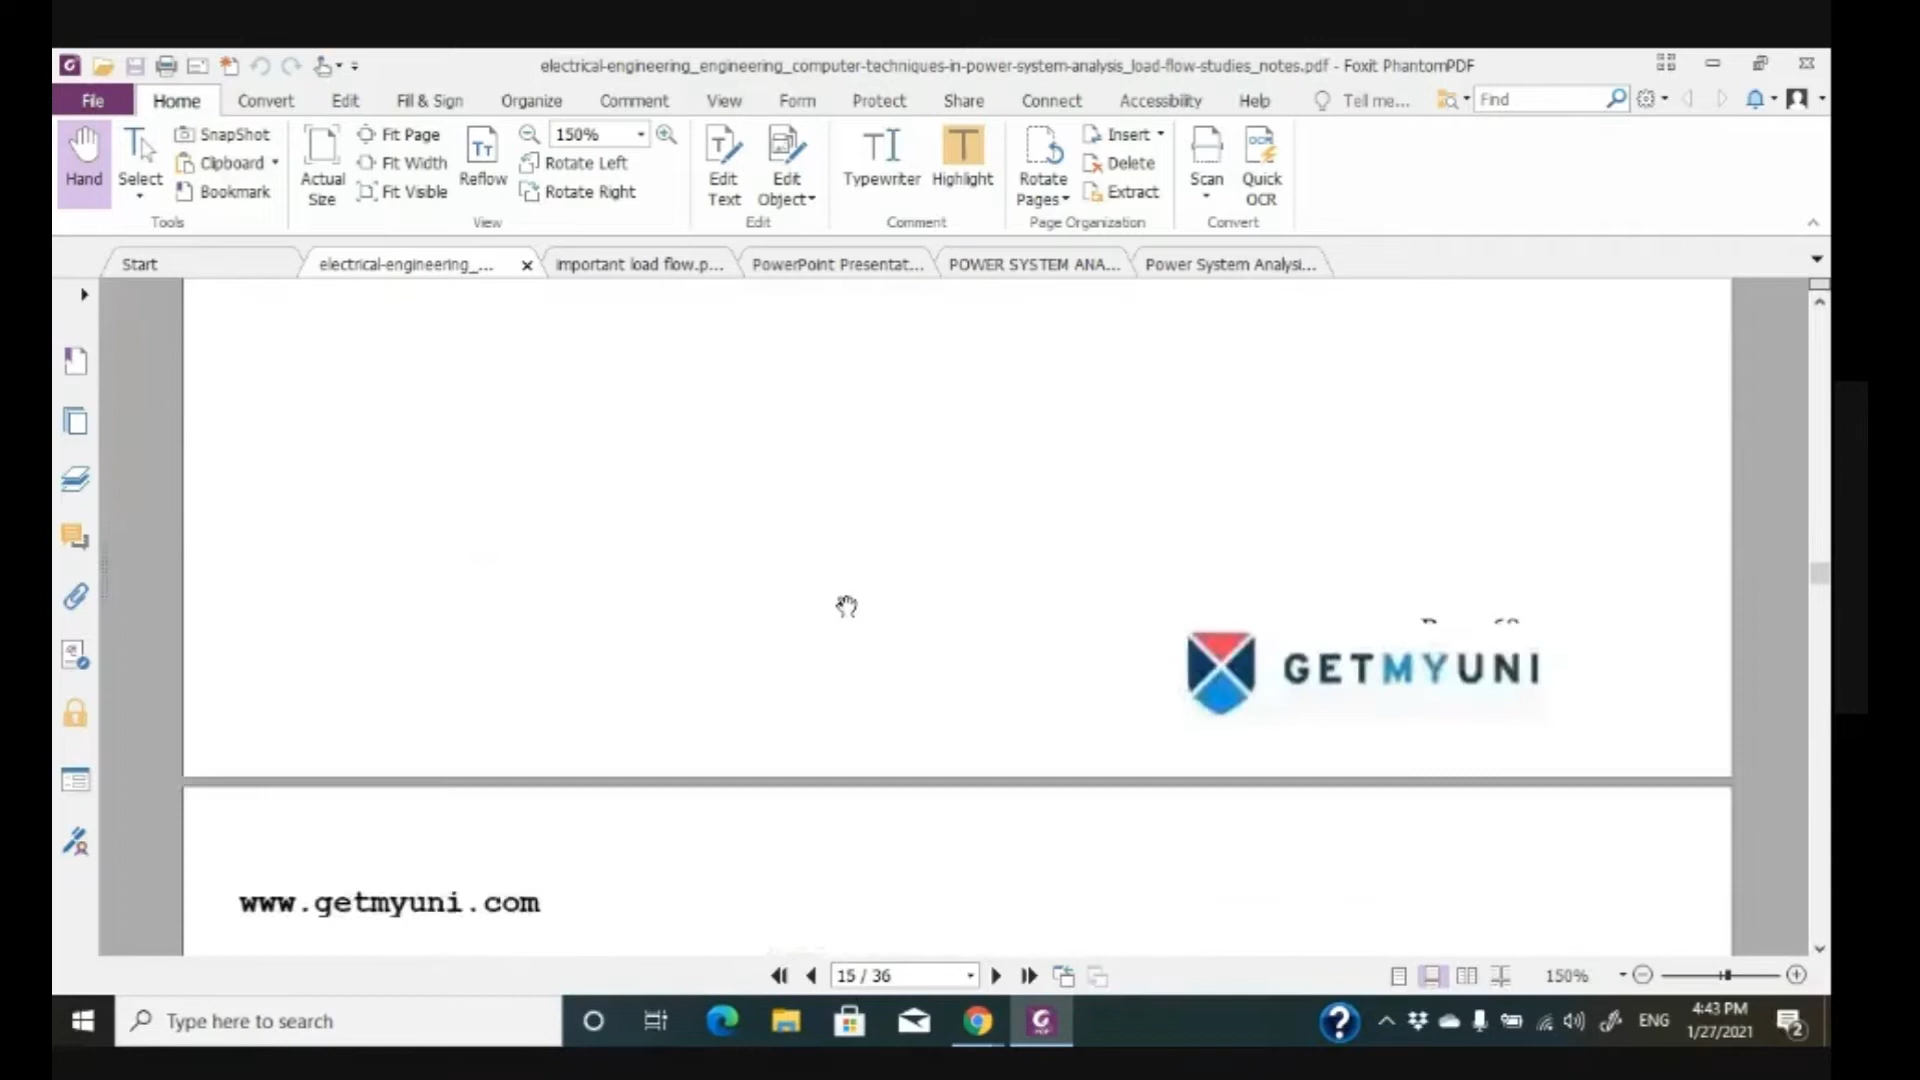 electrical-engineering_engineering_computer-techniques-in-power-system-analysis_load-flow-studies_notes.pdf - Foxit PhantomPDF
File Home Convert Edit Fill & Sign Organize Comment View Form Protect Share Connect Accessibility Help Tell me... Find
Hand
Select
SnapShot
Clipboard
Bookmark
Tools
Actual Size
Fit Page
Fit Width
Fit Visible
Reflow
150%
Rotate Left
Rotate Right
View
Edit Text
Edit Object
Edit
Typewriter
Highlight
Comment
Rotate Pages
Insert
Delete
Extract
Page Organization
Scan
Quick OCR
Convert
Start
electrical-engineering_...
important load flow.p...
PowerPoint Presentat...
POWER SYSTEM ANA...
Power System Analysi...
GETMYUNI
www.getmyuni.com
15 / 36
150%
Type here to search
ENG
4:43 PM
1/27/2021
2